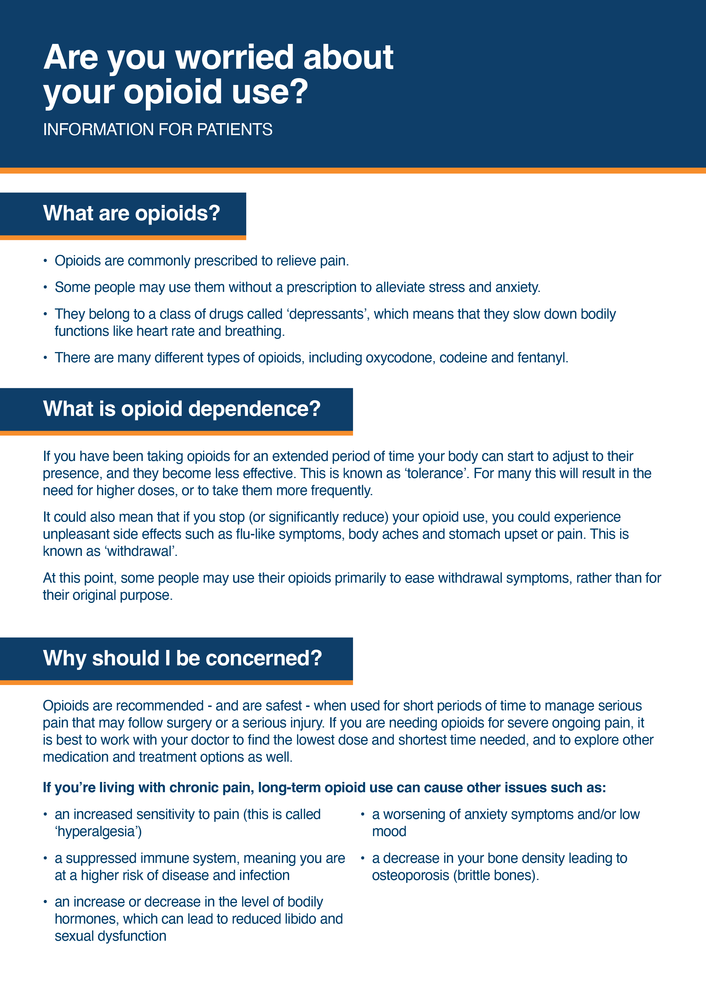 Are you worried about
your opioid use?
INFORMATION FOR PATIENTS
What are opioids?
• Opioids are commonly prescribed to relieve pain.
• Some people may use them without a prescription to alleviate stress and anxiety.
• They belong to a class of drugs called ‘depressants’, which means that they slow down bodily
functions like heart rate and breathing.
• There are many different types of opioids, including oxycodone, codeine and fentanyl.
What is opioid dependence?
If you have been taking opioids for an extended period of time your body can start to adjust to their
presence, and they become less effective. This is known as ‘tolerance’. For many this will result in the
need for higher doses, or to take them more frequently.
It could also mean that if you stop (or significantly reduce) your opioid use, you could experience
unpleasant side effects such as flu-like symptoms, body aches and stomach upset or pain. This is
known as ‘withdrawal’.
At this point, some people may use their opioids primarily to ease withdrawal symptoms, rather than for
their original purpose.
Why should I be concerned?
Opioids are recommended - and are safest - when used for short periods of time to manage serious
pain that may follow surgery or a serious injury. If you are needing opioids for severe ongoing pain, it
is best to work with your doctor to find the lowest dose and shortest time needed, and to explore other
medication and treatment options as well.
If you’re living with chronic pain, long-term opioid use can cause other issues such as:
• an increased sensitivity to pain (this is called
‘hyperalgesia’)
• a suppressed immune system, meaning you are
at a higher risk of disease and infection
• an increase or decrease in the level of bodily
hormones, which can lead to reduced libido and
sexual dysfunction
• a worsening of anxiety symptoms and/or low
mood
• a decrease in your bone density leading to
osteoporosis (brittle bones).